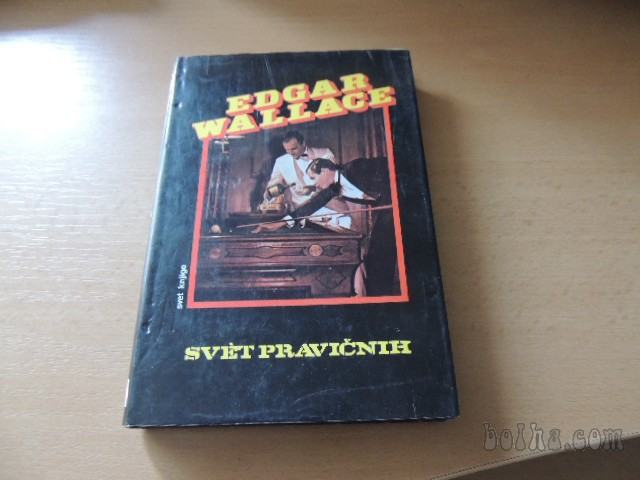 EDGAR
WALLACE
svet knjige
SVÈT PRAVIČNIH
bolha.com